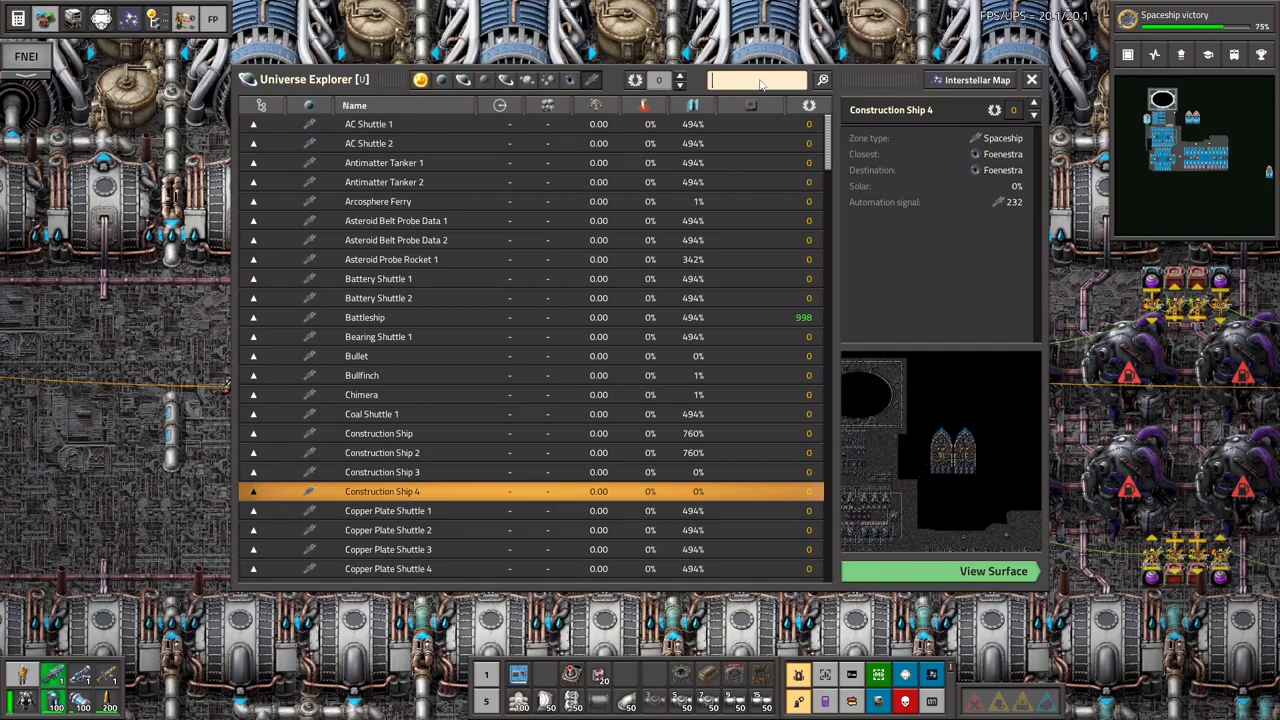 FP
FPS/UPS = 20.1/20.1
Spaceship victory
75%
FNEI
Universe Explorer [U]
0
Interstellar Map
Name
AC Shuttle 1 - - 0.00 0% 494% 0
AC Shuttle 2 - - 0.00 0% 494% 0
Antimatter Tanker 1 - - 0.00 0% 494% 0
Antimatter Tanker 2 - - 0.00 0% 494% 0
Arcosphere Ferry - - 0.00 0% 1% 0
Asteroid Belt Probe Data 1 - - 0.00 0% 494% 0
Asteroid Belt Probe Data 2 - - 0.00 0% 494% 0
Asteroid Probe Rocket 1 - - 0.00 0% 342% 0
Battery Shuttle 1 - - 0.00 0% 494% 0
Battery Shuttle 2 - - 0.00 0% 494% 0
Battleship - - 0.00 0% 494% 998
Bearing Shuttle 1 - - 0.00 0% 494% 0
Bullet - - 0.00 0% 0% 0
Bullfinch - - 0.00 0% 1% 0
Chimera - - 0.00 0% 1% 0
Coal Shuttle 1 - - 0.00 0% 494% 0
Construction Ship - - 0.00 0% 760% 0
Construction Ship 2 - - 0.00 0% 760% 0
Construction Ship 3 - - 0.00 0% 0% 0
Construction Ship 4 - - 0.00 0% 0% 0
Copper Plate Shuttle 1 - - 0.00 0% 494% 0
Copper Plate Shuttle 2 - - 0.00 0% 494% 0
Copper Plate Shuttle 3 - - 0.00 0% 494% 0
Copper Plate Shuttle 4 - - 0.00 0% 494% 0
Construction Ship 4 0
Zone type: Spaceship
Closest: Foenestra
Destination: Foenestra
Solar: 0%
Automation signal: 232
View Surface
1 1
100 100 200
1
20
5
100 50 50 50 50 50 50 50